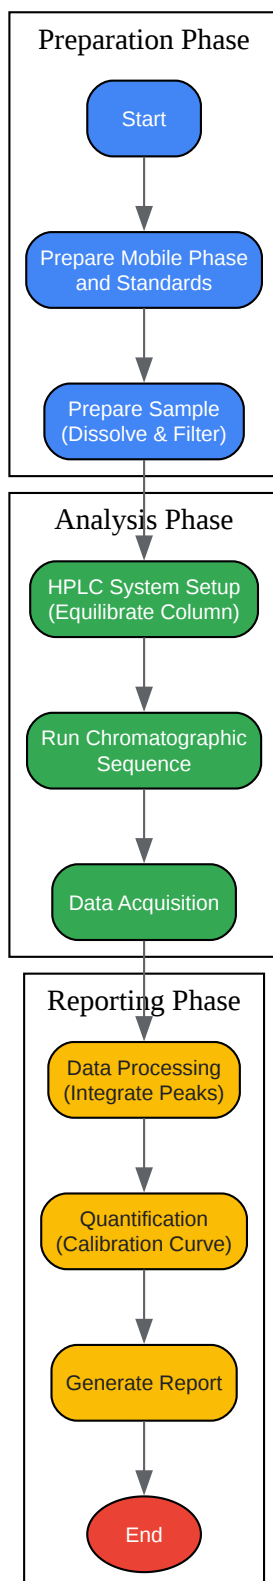 Preparation Phase
Start
Prepare Mobile Phase
and Standards
Prepare Sample
(Dissolve & Filter)
Analysis Phase
HPLC System Setup
(Equilibrate Column)
Run Chromatographic
Sequence
Data Acquisition
Reporting Phase
Data Processing
(Integrate Peaks)
Quantification
(Calibration Curve)
Generate Report
End